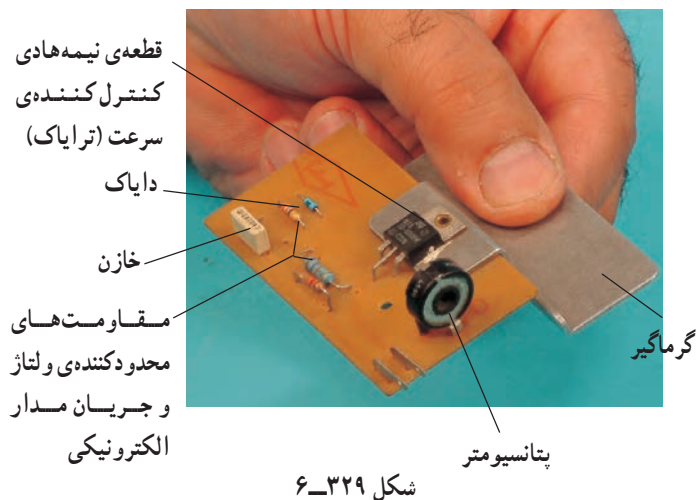 قطعه‌ی نیمه‌هادی
کنترل کننده‌ی
سرعت (ترایاک)
دایاک
خازن
مقاومت‌های
محدودکننده‌ی ولتاژ
و جریان مدار
الکترونیکی
گرماگیر
پتانسیومتر
شکل ۳۲۹ــ۶